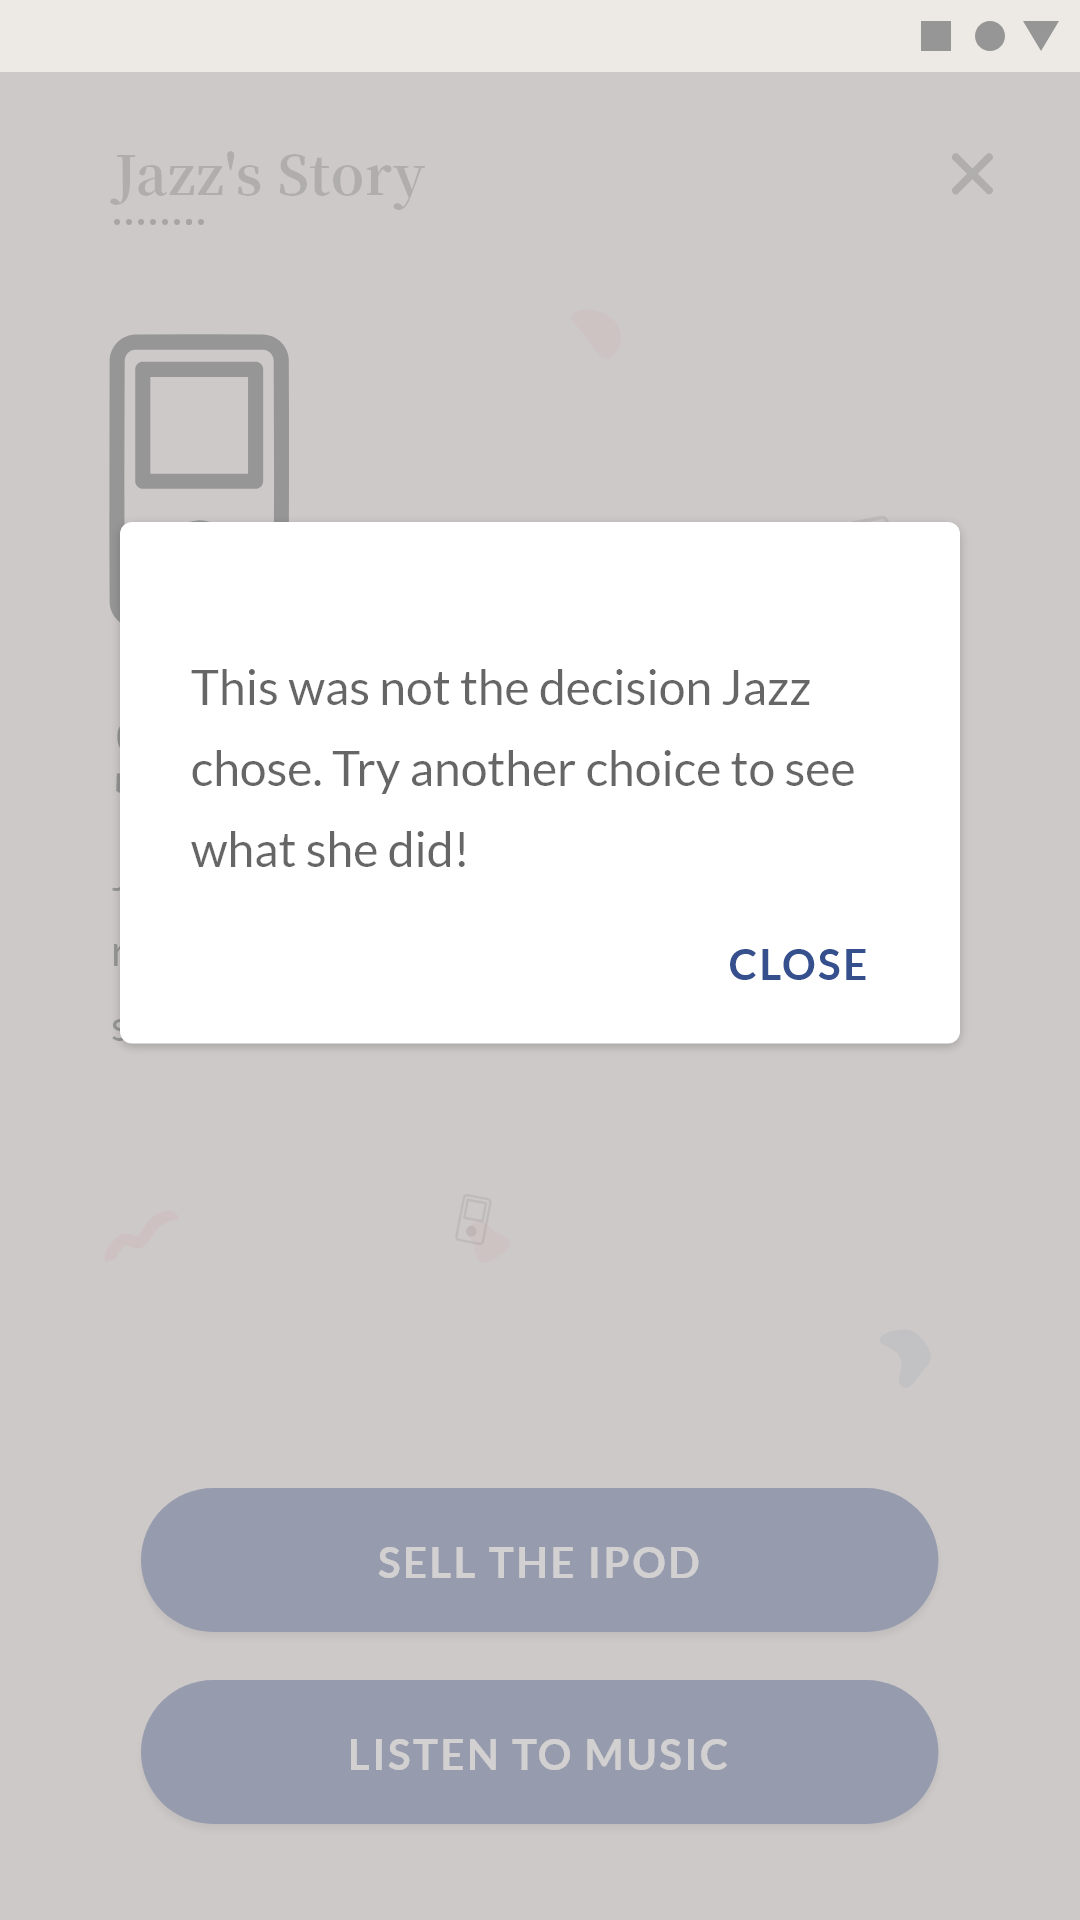 Jazz's Story
This was not the decision Jazz
chose. Try another choice to see
what she did!
CLOSE
SELL THE IPOD
LISTEN TO MUSIC